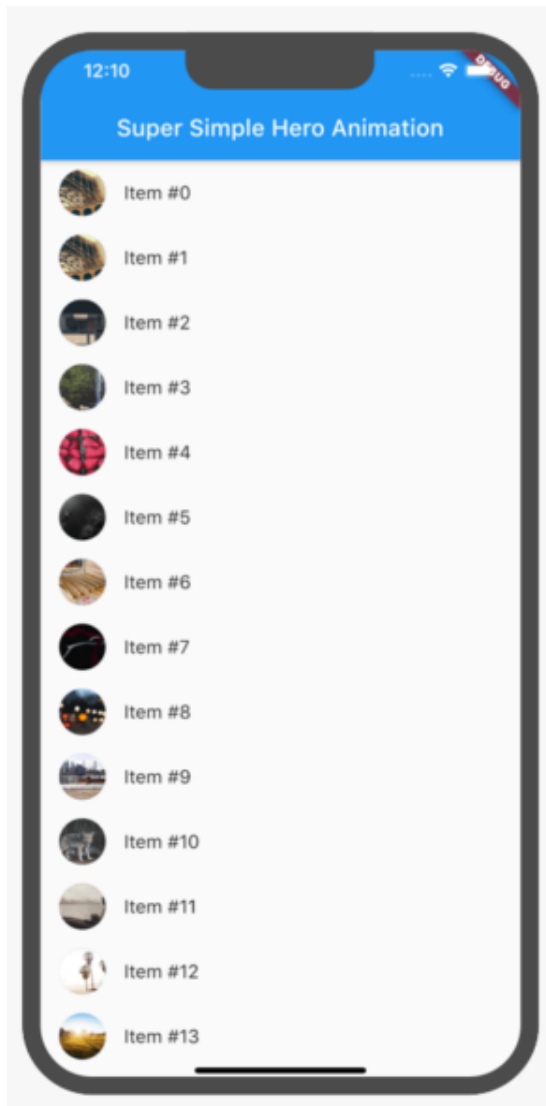 12:10
DEBUG
Super Simple Hero Animation
Item #0
Item #1
Item #2
Item #3
Item #4
Item #5
Item #6
Item #7
Item #8
Item #9
Item #10
Item #11
Item #12
Item #13